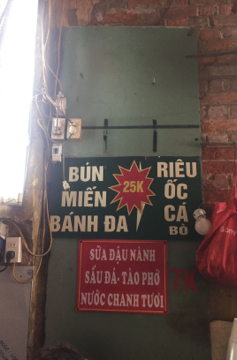 BÚN
MIẾN
BÁNH ĐA
25K
RIÊU
ỐC
CÁ
BÒ
SỮA ĐẬU NÀNH
SẤU ĐÁ - TÀO PHỚ
NƯỚC CHANH TƯƠI
7K